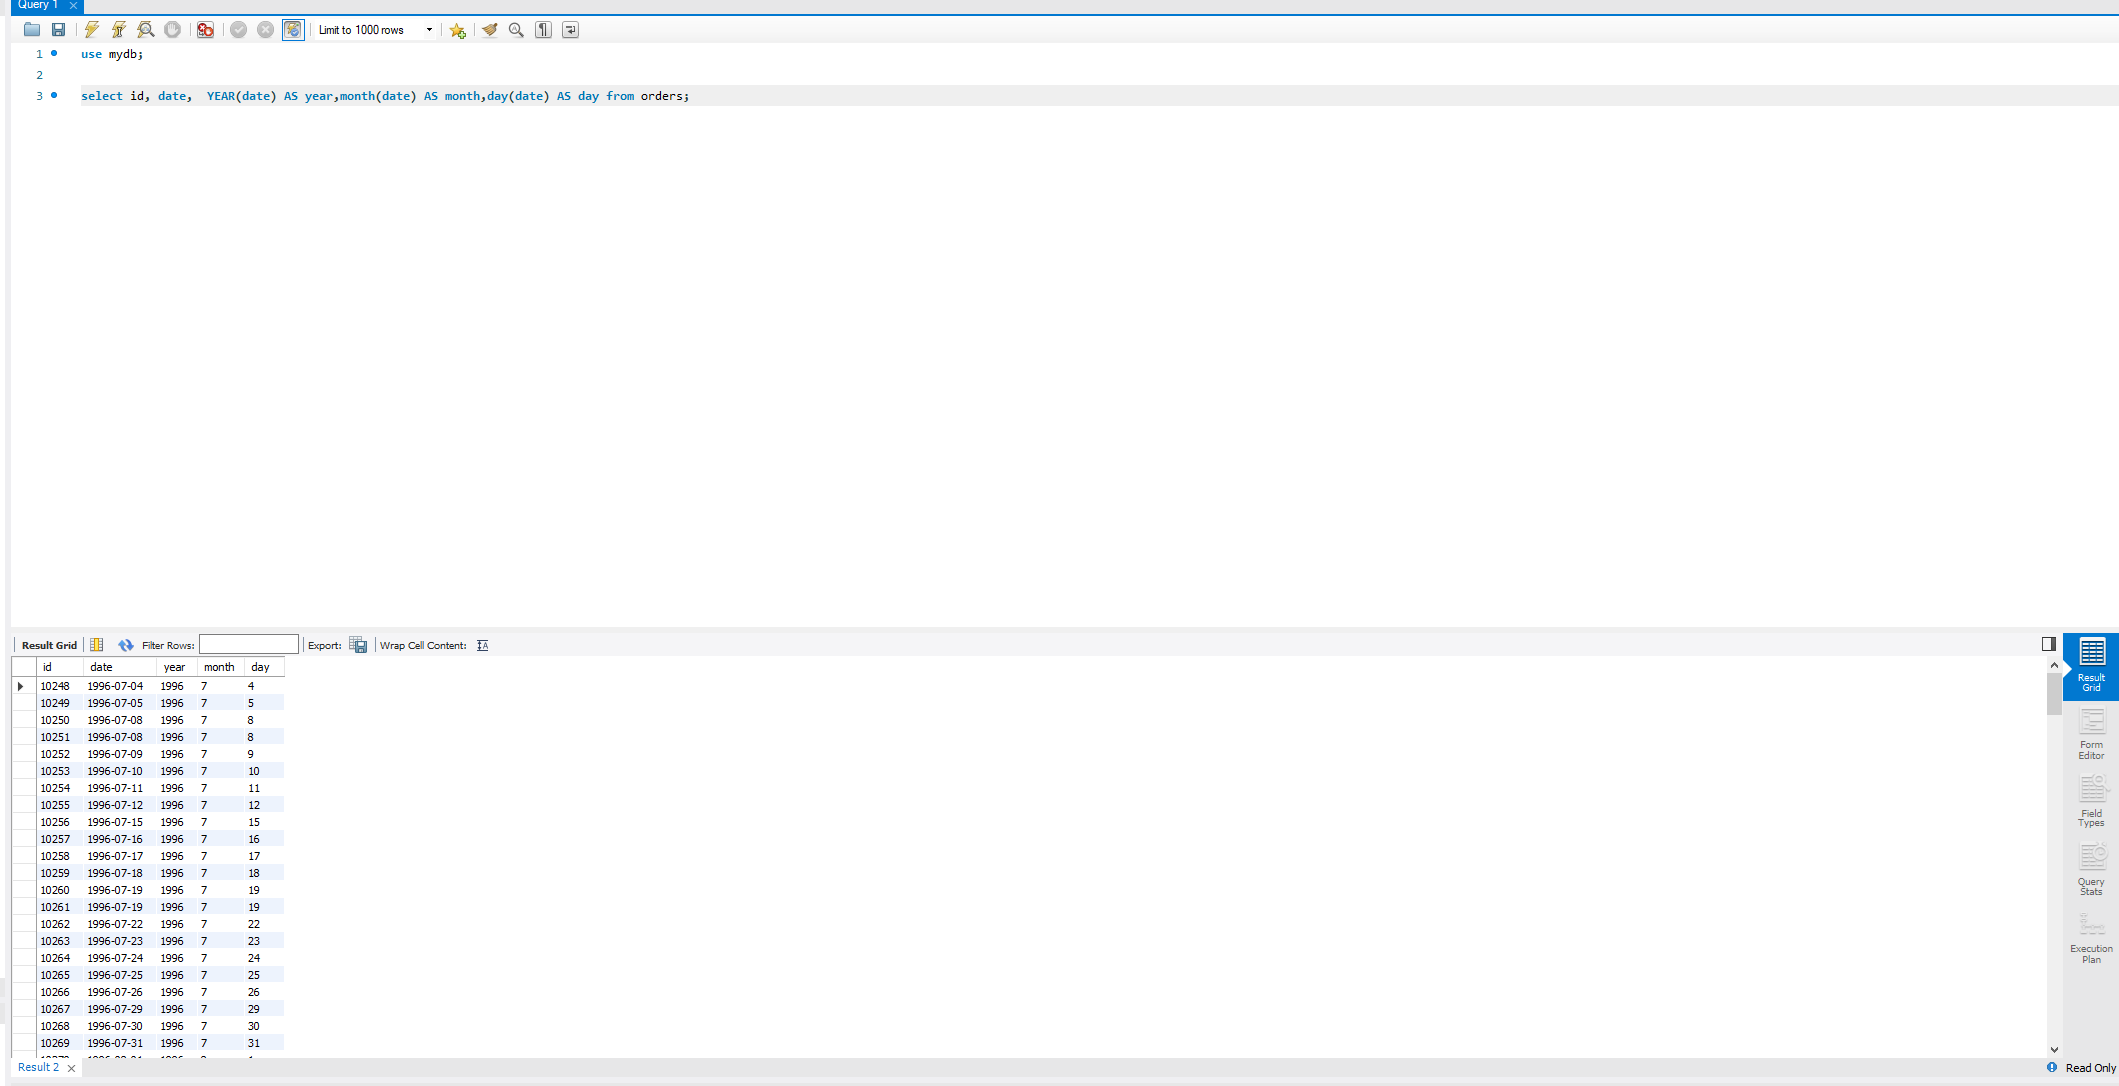 Query 1
Limit to 1000 rows
1 use mydb;
2
3 select id, date,  YEAR(date) AS year,month(date) AS month,day(date) AS day from orders;
Result Grid Filter Rows: Export: Wrap Cell Content:
id date year month day
10248 1996-07-04 1996 7 4
10249 1996-07-05 1996 7 5
10250 1996-07-08 1996 7 8
10251 1996-07-08 1996 7 8
10252 1996-07-09 1996 7 9
10253 1996-07-10 1996 7 10
10254 1996-07-11 1996 7 11
10255 1996-07-12 1996 7 12
10256 1996-07-15 1996 7 15
10257 1996-07-16 1996 7 16
10258 1996-07-17 1996 7 17
10259 1996-07-18 1996 7 18
10260 1996-07-19 1996 7 19
10261 1996-07-19 1996 7 19
10262 1996-07-22 1996 7 22
10263 1996-07-23 1996 7 23
10264 1996-07-24 1996 7 24
10265 1996-07-25 1996 7 25
10266 1996-07-26 1996 7 26
10267 1996-07-29 1996 7 29
10268 1996-07-30 1996 7 30
10269 1996-07-31 1996 7 31
Result
Grid
Form
Editor
Field
Types
Query
Stats
Execution
Plan
Result 2
Read Only